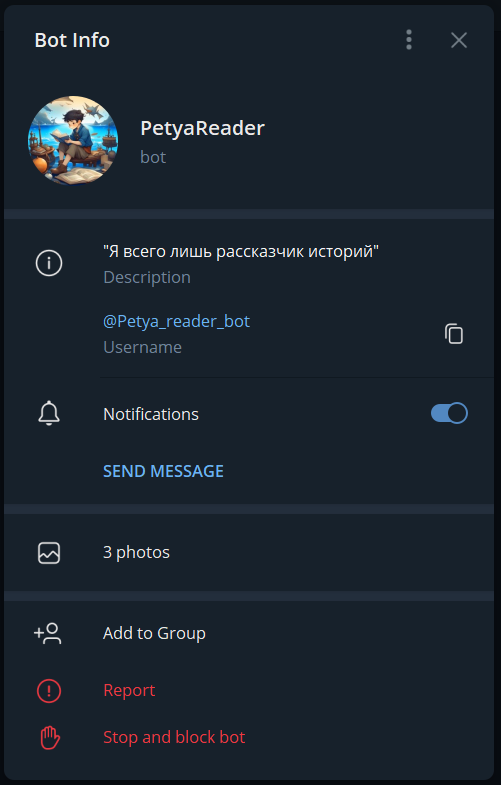 Bot Info
PetyaReader
bot
"Я всего лишь рассказчик историй"
Description
@Petya_reader_bot
Username
Notifications
SEND MESSAGE
3 photos
Add to Group
Report
Stop and block bot